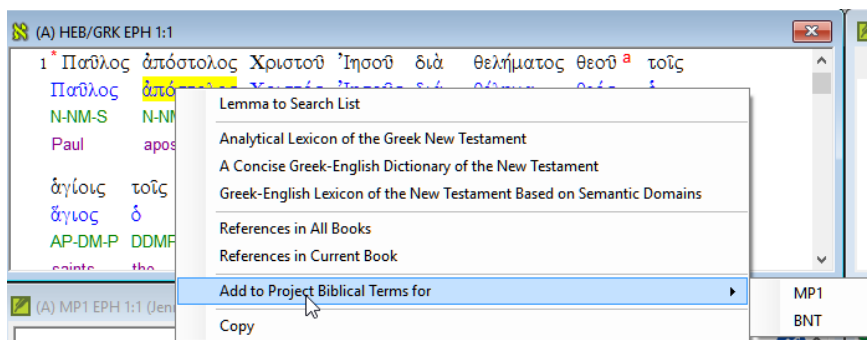 (A) HEB/GRK EPH 1:1
1 * Παῦλος ἀπόστολος Χριστοῦ Ἰησοῦ διὰ θελήματος θεοῦ a τοῖς
Παῦλος
N-NM-S
Paul
Lemma to Search List
Analytical Lexicon of the Greek New Testament
A Concise Greek-English Dictionary of the New Testament
Greek-English Lexicon of the New Testament Based on Semantic Domains
ἁγίοις τοῖς
ἅγιος ὁ
AP-DM-P
saints the
References in All Books
References in Current Book
Add to Project Biblical Terms for
MP1
BNT
(A) MP1 EPH 1:1
Copy